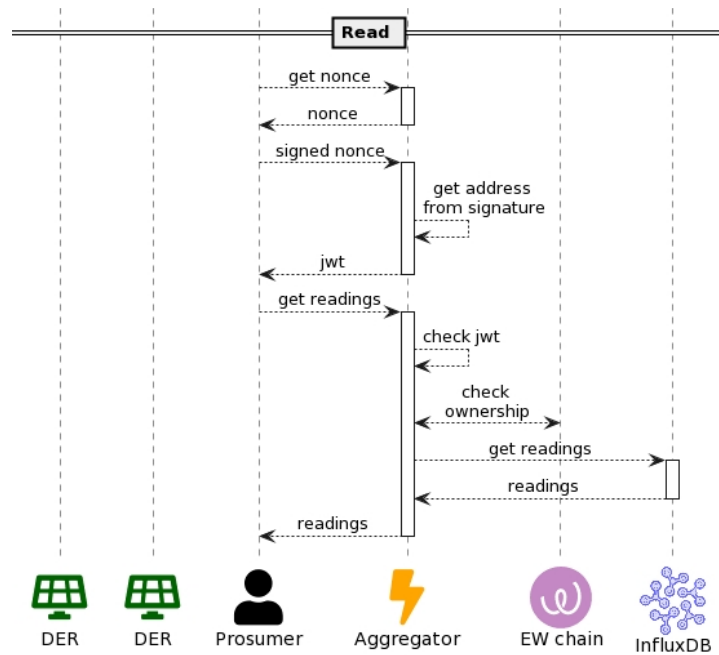 Read
get nonce
nonce
signed nonce
get address
from signature
jwt
get readings
check jwt
check
ownership
get readings
readings
readings
DER
DER
Prosumer
Aggregator
EW chain
InfluxDB